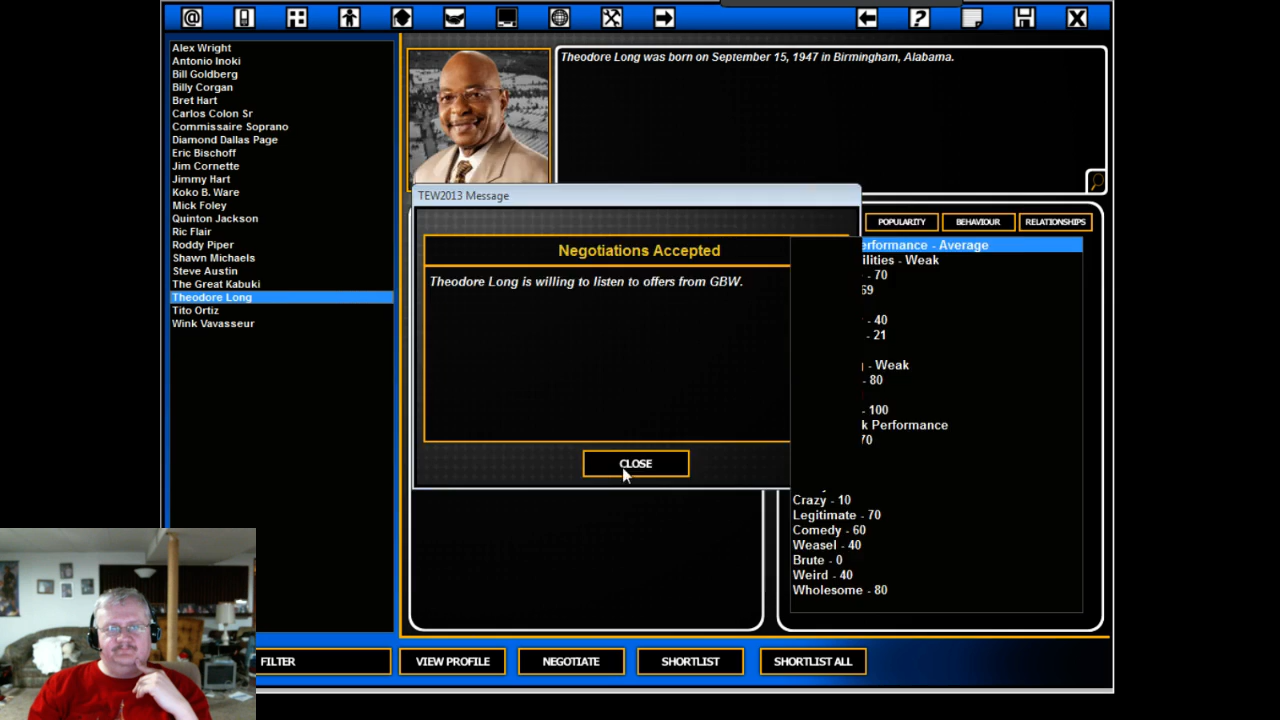 @
?
X
Alex Wright
Antonio Inoki
Bill Goldberg
Billy Corgan
Bret Hart
Carlos Colon Sr
Commissaire Soprano
Diamond Dallas Page
Eric Bischoff
Jim Cornette
Jimmy Hart
Koko B. Ware
Mick Foley
Quinton Jackson
Ric Flair
Roddy Piper
Shawn Michaels
Steve Austin
The Great Kabuki
Theodore Long
Tito Ortiz
Wink Vavasseur
Theodore Long was born on September 15, 1947 in Birmingham, Alabama.
TEW2013 Message
Negotiations Accepted
Theodore Long is willing to listen to offers from GBW.
CLOSE
POPULARITY BEHAVIOUR RELATIONSHIPS
erformance - Average
ilities - Weak
- 70
69
- 40
- 21
- Weak
- 80
- 100
k Performance
70
Crazy - 10
Legitimate - 70
Comedy - 60
Weasel - 40
Brute - 0
Weird - 40
Wholesome - 80
FILTER VIEW PROFILE NEGOTIATE SHORTLIST SHORTLIST ALL